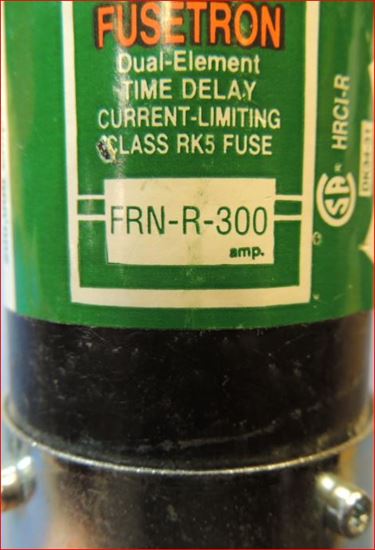 FUSETRON
Dual-Element
TIME DELAY
CURRENT-LIMITING
CLASS RK5 FUSE
FRN-R-300
amp.
HRCI-R